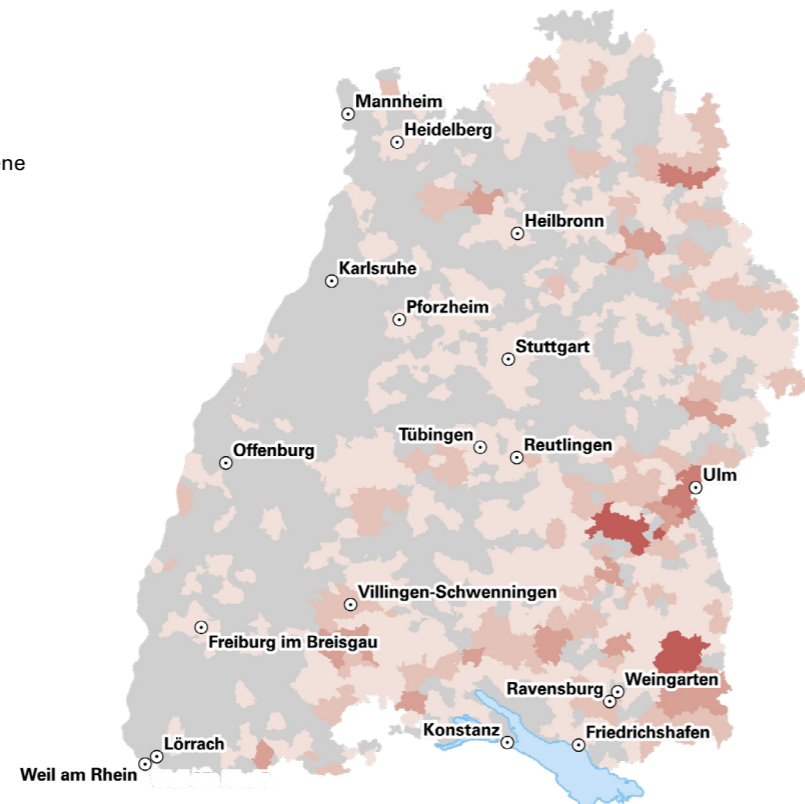 Mannheim
Heidelberg
ene
Heilbronn
Karlsruhe
Pforzheim
Stuttgart
Tübingen
Reutlingen
Offenburg
Ulm
Villingen-Schwenningen
Freiburg im Breisgau
Weingarten
Ravensburg
Konstanz
Friedrichshafen
Lörrach
Weil am Rhein